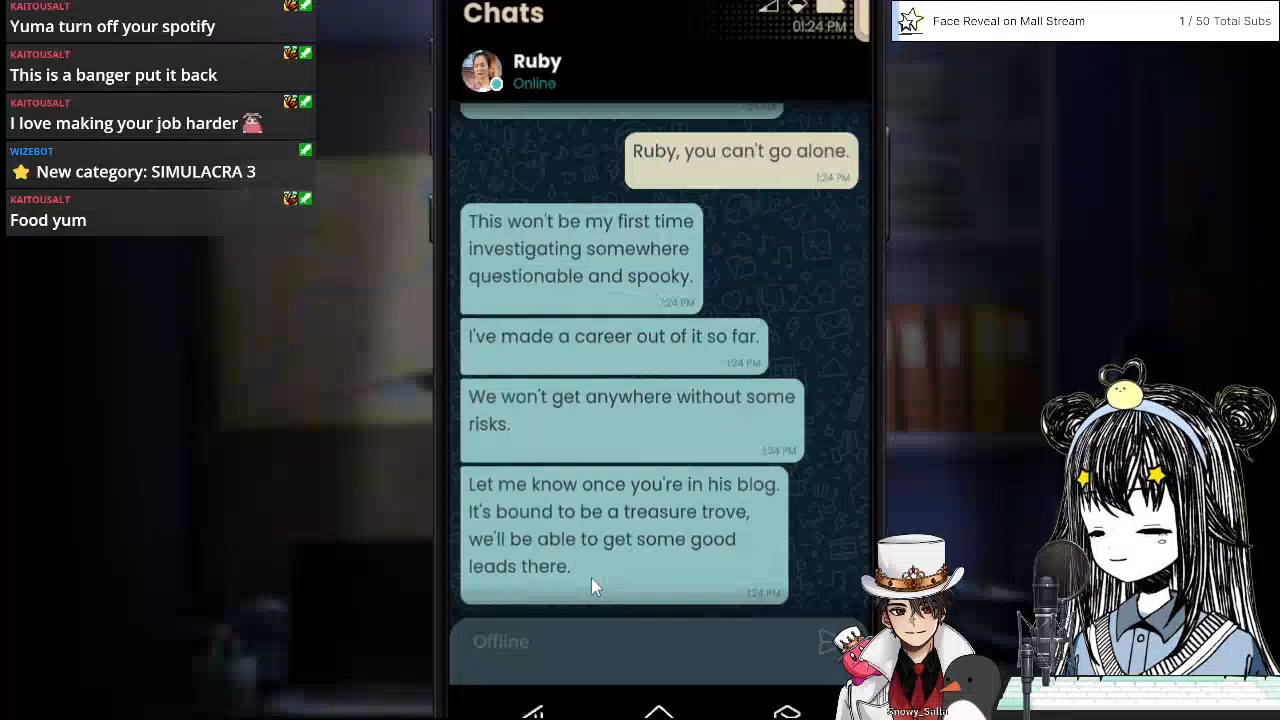 KAITOUSALT
Yuma turn off your spotify
KAITOUSALT
This is a banger put it back
KAITOUSALT
I love making your job harder
WIZEBOT
New category: SIMULACRA 3
KAITOUSALT
Food yum
Chats
01:24 PM
Ruby
Online
1:24 PM
Ruby, you can't go alone.
1:24 PM
This won't be my first time
investigating somewhere
questionable and spooky.
1:24 PM
I've made a career out of it so far.
1:24 PM
We won't get anywhere without some
risks.
1:24 PM
Let me know once you're in his blog.
It's bound to be a treasure trove,
we'll be able to get some good
leads there.
1:24 PM
Offline
Face Reveal on Mall Stream
1 / 50 Total Subs